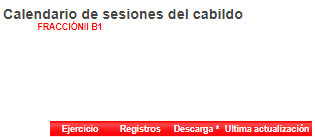 Calendario de sesiones del cabildo
FRACCIÓNII B1
Ejercicio Registros Descarga * Ultima actualización